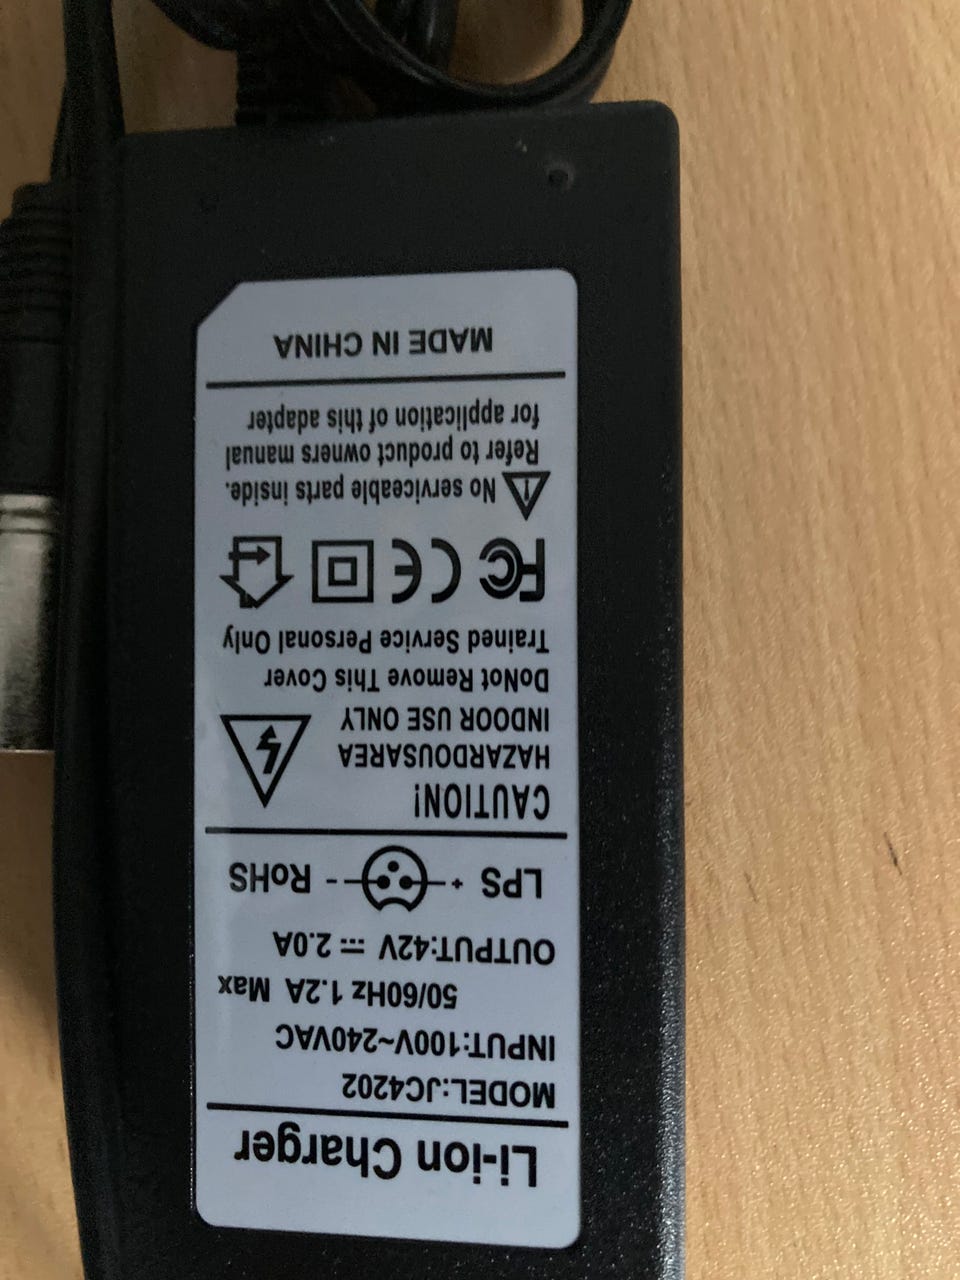 Li-ion Charger
MODEL:JC4202
INPUT:100V~240VAC
50/60Hz 1.2A Max
OUTPUT:42V ⎓ 2.0A
LPS + - RoHS
CAUTION!
HAZARDOUSAREA
INDOOR USE ONLY
DoNot Remove This Cover
Trained Service Personal Only
FC CE
No serviceable parts inside.
Refer to product owners manual
for application of this adapter
MADE IN CHINA